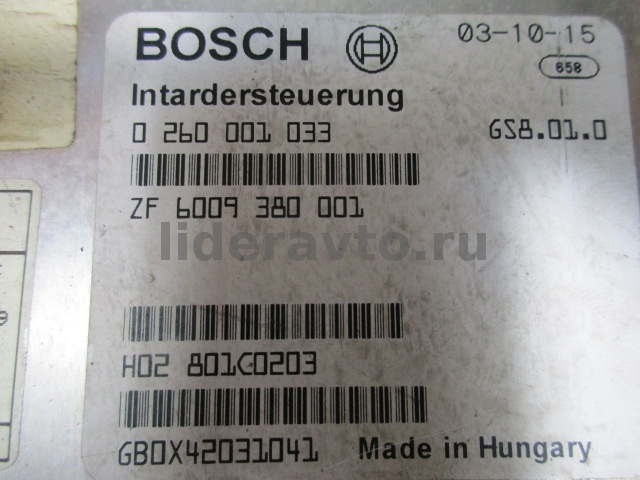 BOSCH
03-10-15
658
Intardersteuerung
0 260 001 033
GS8.01.0
ZF 6009 380 001
lideravto.ru
H02 801C0203
GB0X42031041
Made in Hungary